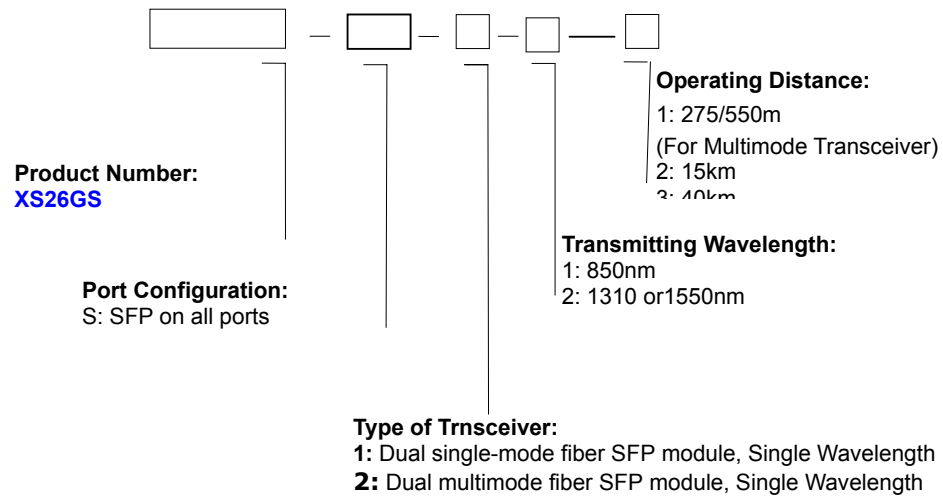 Operating Distance:
1: 275/550m
(For Multimode Transceiver)
2: 15km
3: 40km
Product Number:
XS26GS
Transmitting Wavelength:
1: 850nm
2: 1310 or1550nm
Port Configuration:
S: SFP on all ports
Type of Trnsceiver:
1: Dual single-mode fiber SFP module, Single Wavelength
2: Dual multimode fiber SFP module, Single Wavelength